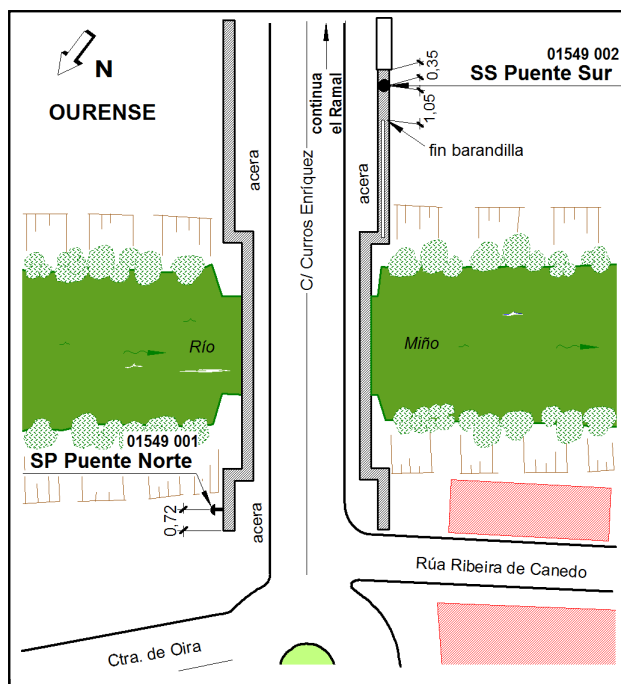 N
OURENSE
01549 002
SS Puente Sur
0,35
1,05
continua
el Ramal
fin barandilla
acera
acera
C/ Curros Enríquez
Río
Miño
01549 001
SP Puente Norte
0,72
acera
Rúa Ribeira de Canedo
Ctra. de Oira